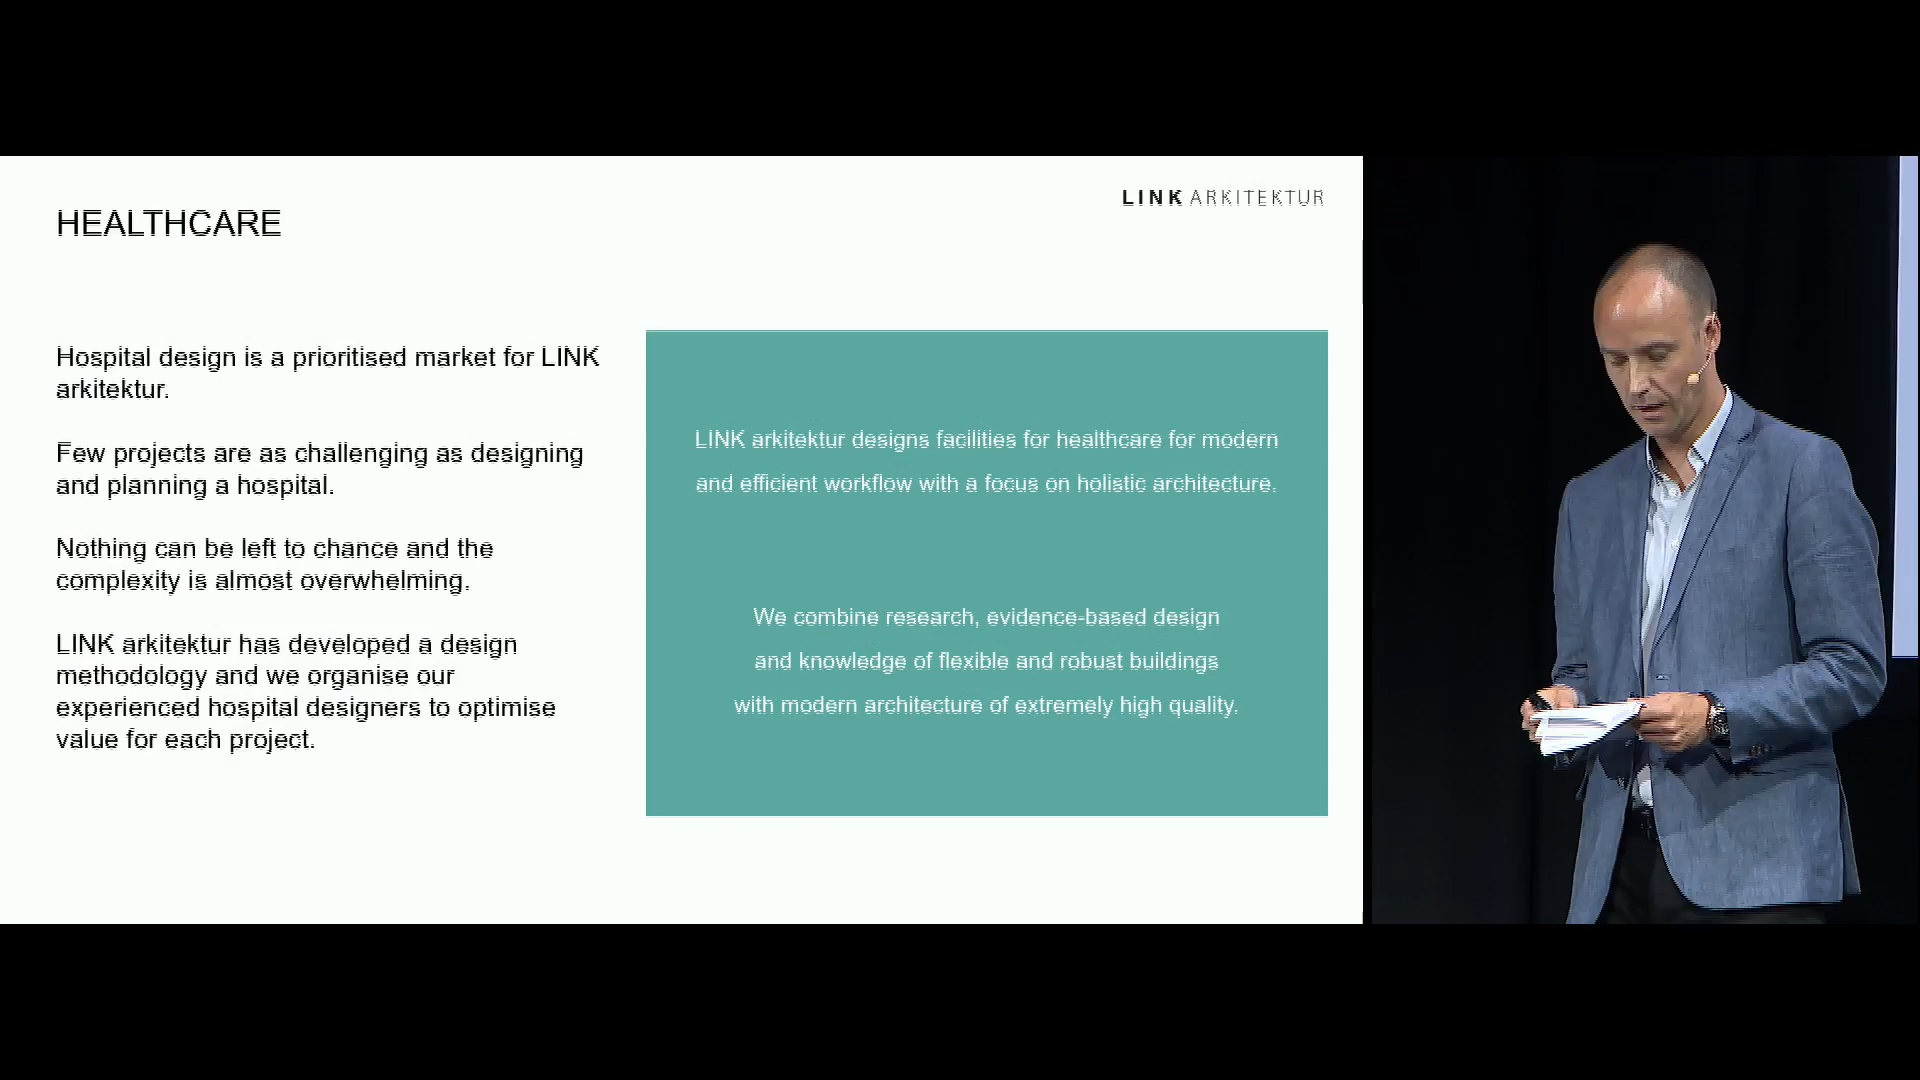 HEALTHCARE
LINK ARKITEKTUR
Hospital design is a prioritised market for LINK
arkitektur.
Few projects are as challenging as designing
and planning a hospital.
Nothing can be left to chance and the
complexity is almost overwhelming.
LINK arkitektur has developed a design
methodology and we organise our
experienced hospital designers to optimise
value for each project.
LINK arkitektur designs facilities for healthcare for modern
and efficient workflow with a focus on holistic architecture.
We combine research, evidence-based design
and knowledge of flexible and robust buildings
with modern architecture of extremely high quality.